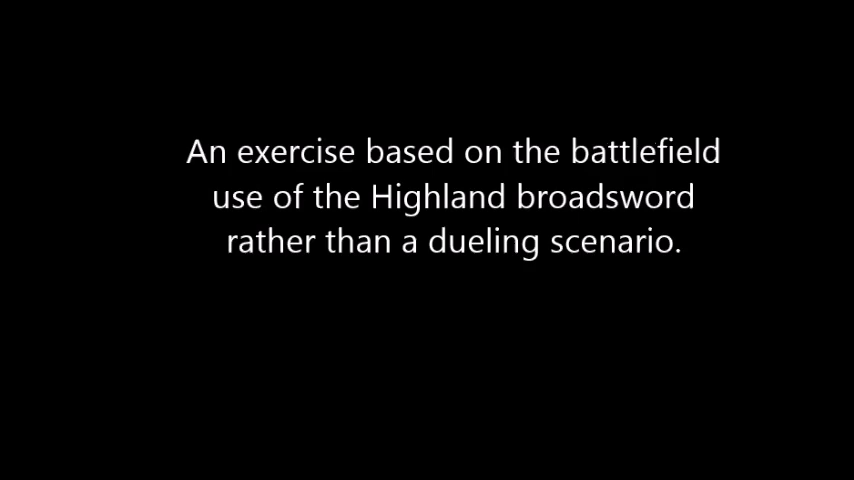 An exercise based on the battlefield
use of the Highland broadsword
rather than a dueling scenario.